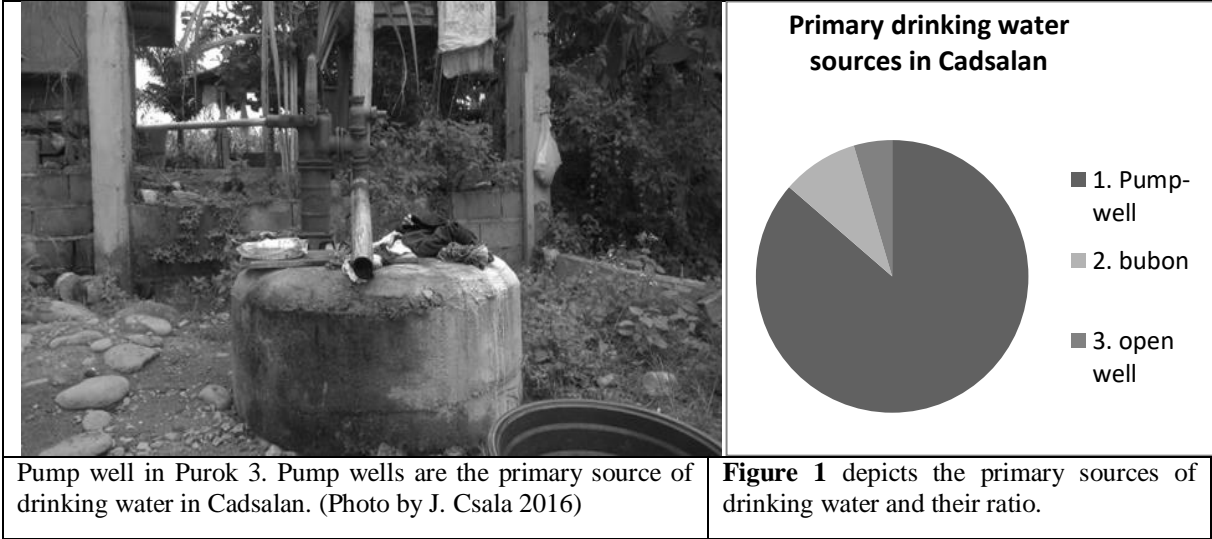 Primary drinking water
sources in Cadsalan
1. Pump-
well
2. bubon
3. open
well
Pump well in Purok 3. Pump wells are the primary source of
drinking water in Cadsalan. (Photo by J. Csala 2016)
Figure 1 depicts the primary sources of
drinking water and their ratio.